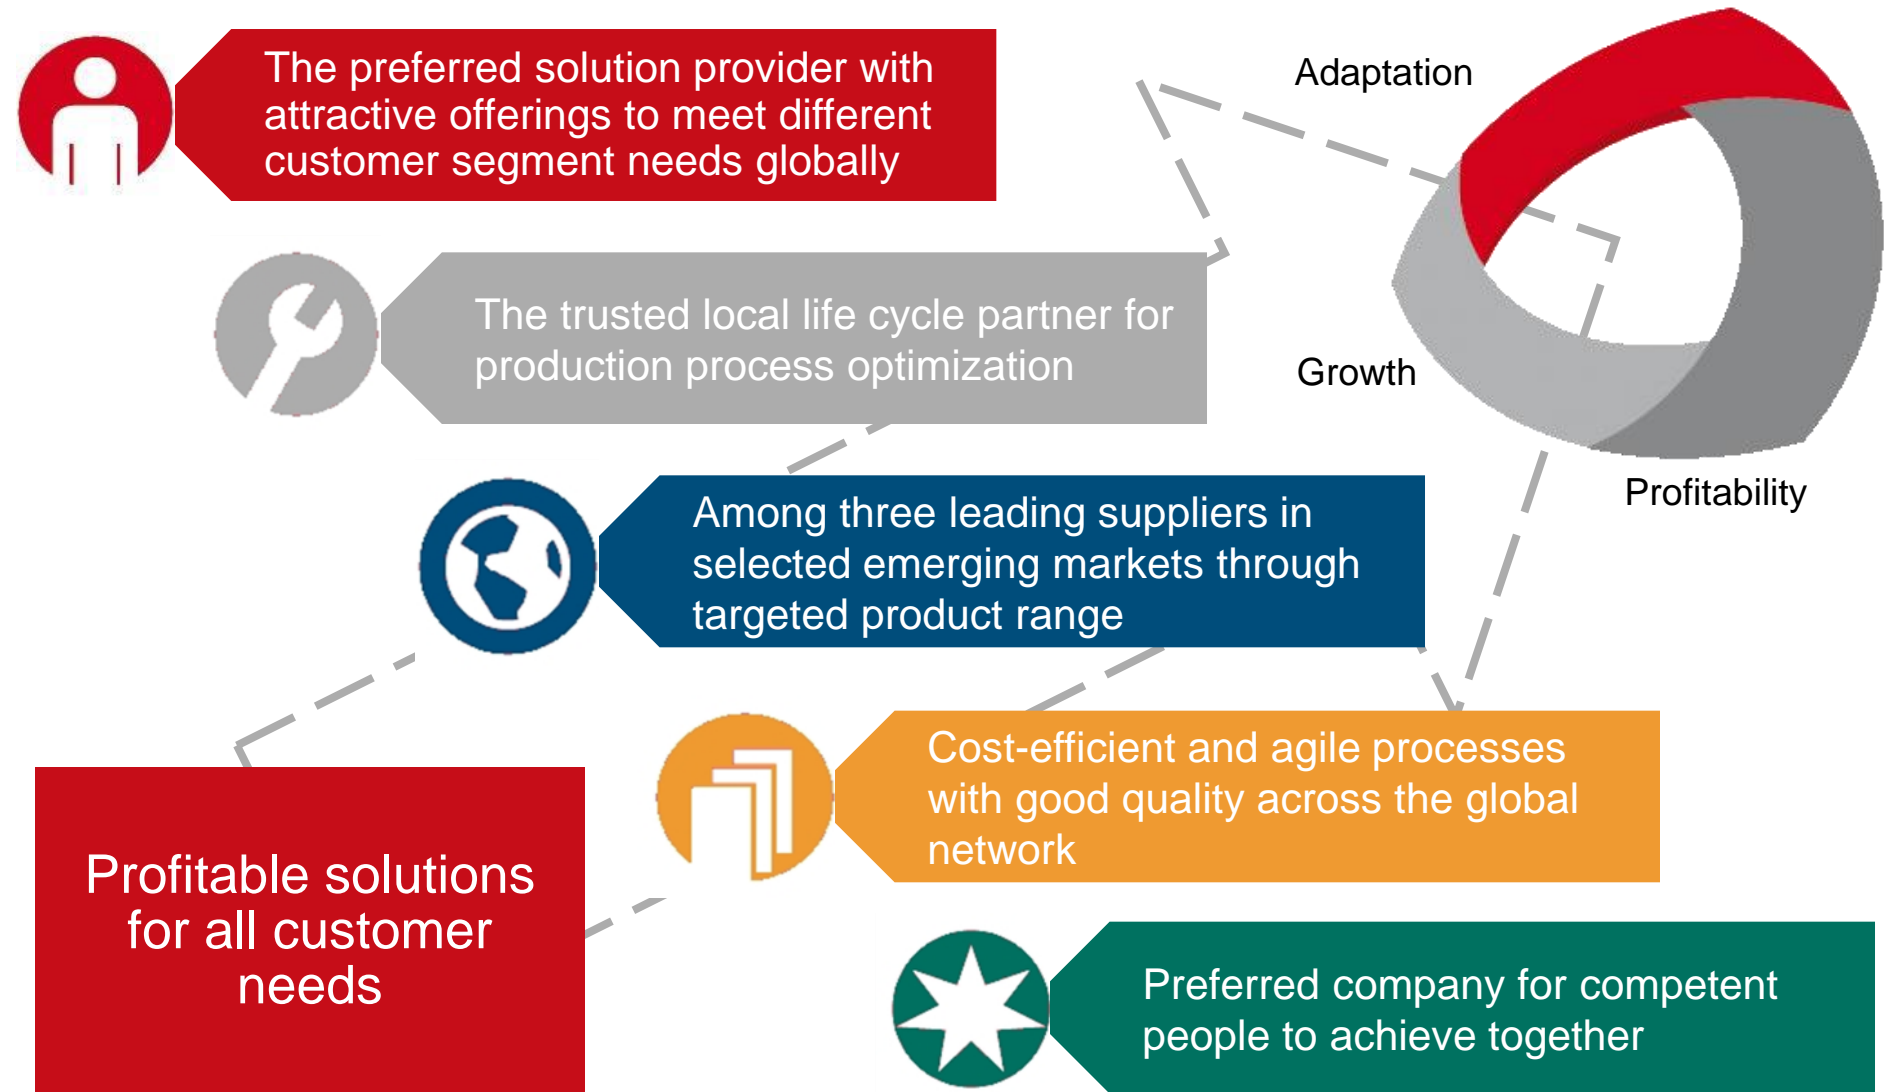 The preferred solution provider with
attractive offerings to meet different
customer segment needs globally
Adaptation
The trusted local life cycle partner for
production process optimization
Growth
Profitability
Among three leading suppliers in
selected emerging markets through
targeted product range
Cost-efficient and agile processes
with good quality across the global
network
Profitable solutions
for all customer
needs
Preferred company for competent
people to achieve together